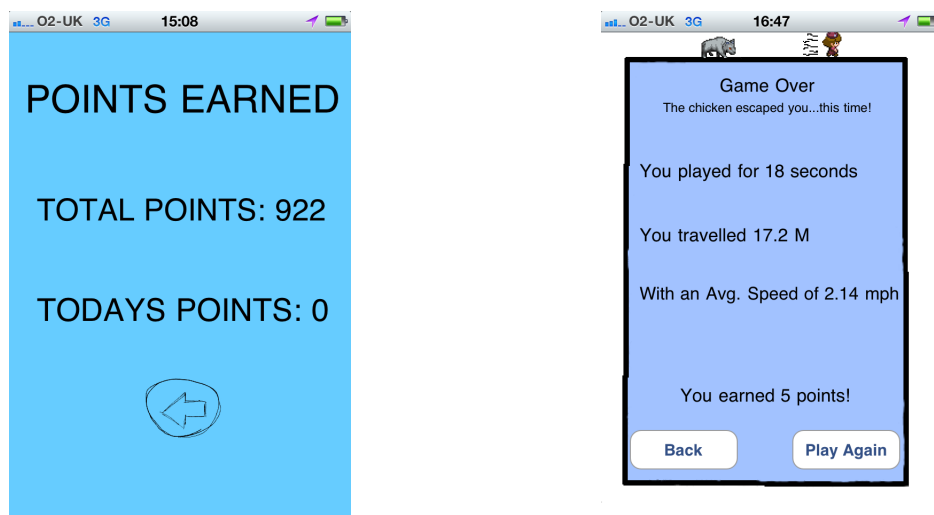 O2-UK 3G 15:08
POINTS EARNED
TOTAL POINTS: 922
TODAYS POINTS: 0
O2-UK 3G 16:47
Game Over
The chicken escaped you...this time!
You played for 18 seconds
You travelled 17.2 M
With an Avg. Speed of 2.14 mph
You earned 5 points!
Back Play Again